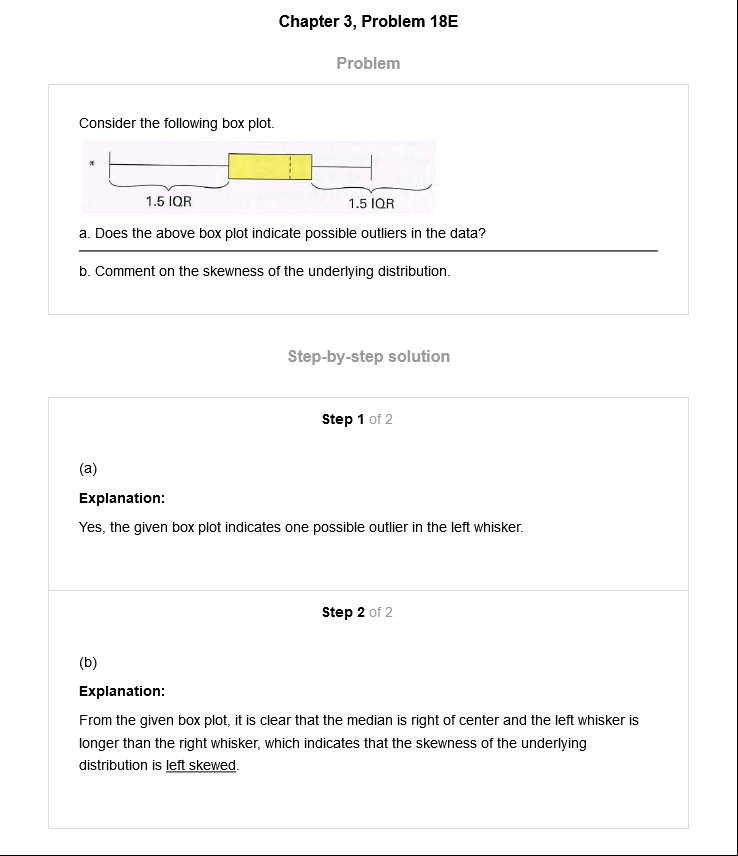 Chapter 3, Problem 18E
Problem
Consider the following box plot.
*
1.5 IQR
1.5 IQR
a. Does the above box plot indicate possible outliers in the data?
b. Comment on the skewness of the underlying distribution.
Step-by-step solution
Step 1 of 2
(a)
Explanation:
Yes, the given box plot indicates one possible outlier in the left whisker.
Step 2 of 2
(b)
Explanation:
From the given box plot, it is clear that the median is right of center and the left whisker is
longer than the right whisker, which indicates that the skewness of the underlying
distribution is left skewed.